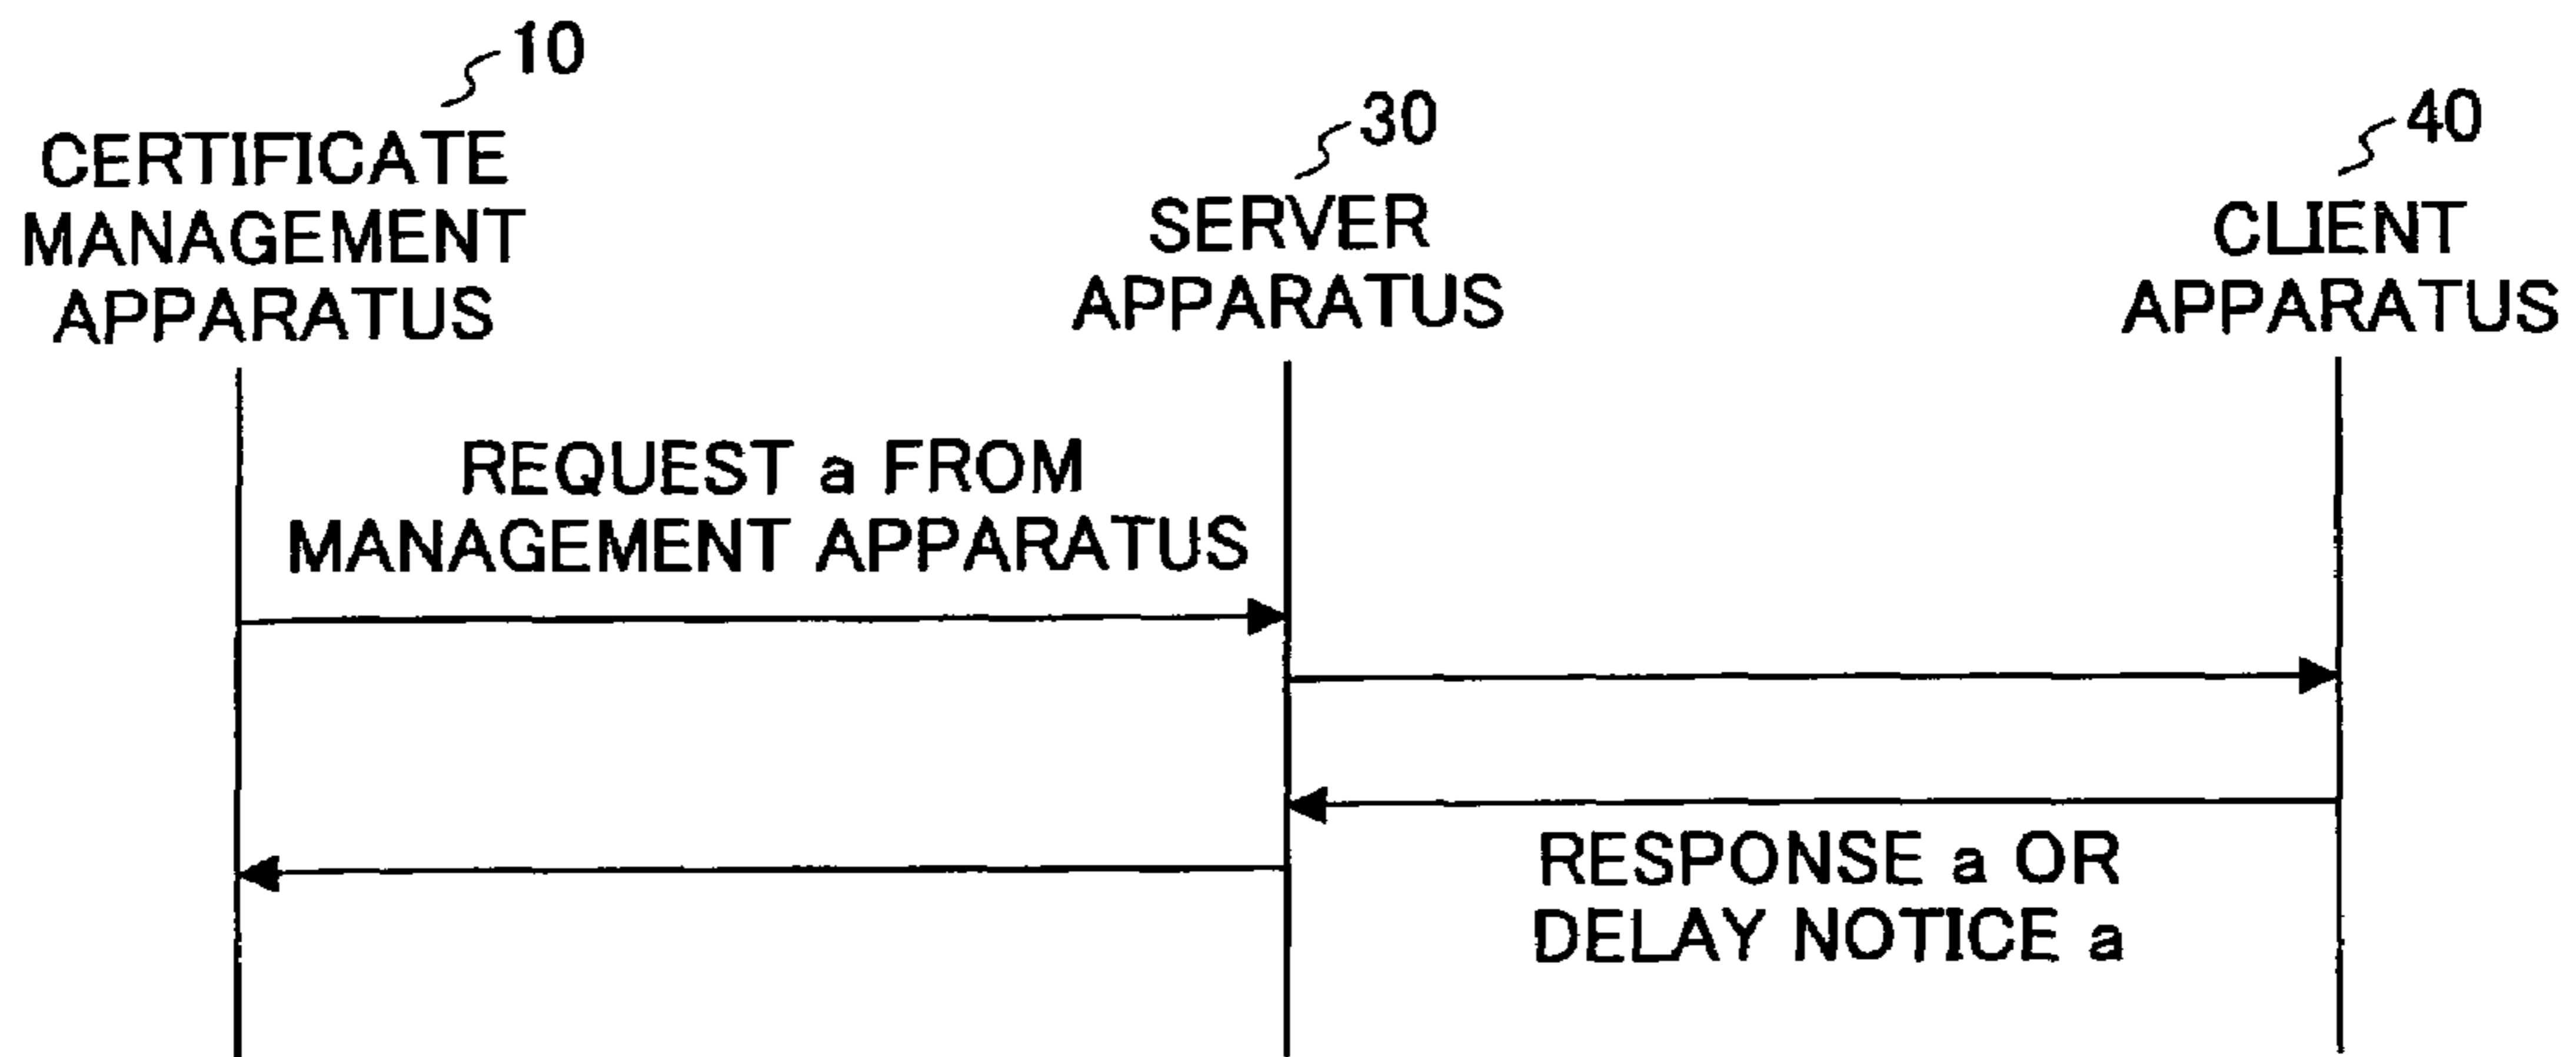 10
CERTIFICATE
MANAGEMENT
APPARATUS
30
SERVER
APPARATUS
40
CLIENT
APPARATUS
REQUEST a FROM
MANAGEMENT APPARATUS
RESPONSE a OR
DELAY NOTICE a